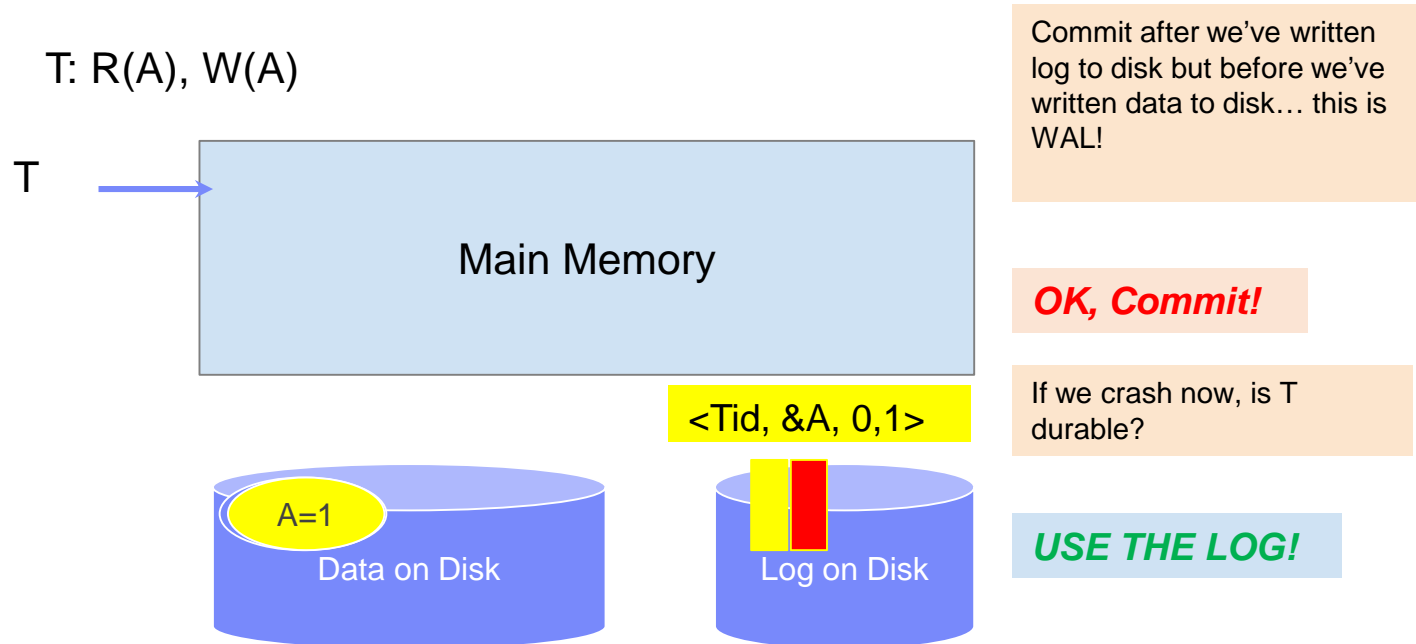 T: R(A), W(A)
T
Main Memory
<Tid, &A, 0,1>
A=1
Data on Disk
Log on Disk
Commit after we’ve written
log to disk but before we’ve
written data to disk… this is
WAL!
OK, Commit!
If we crash now, is T
durable?
USE THE LOG!